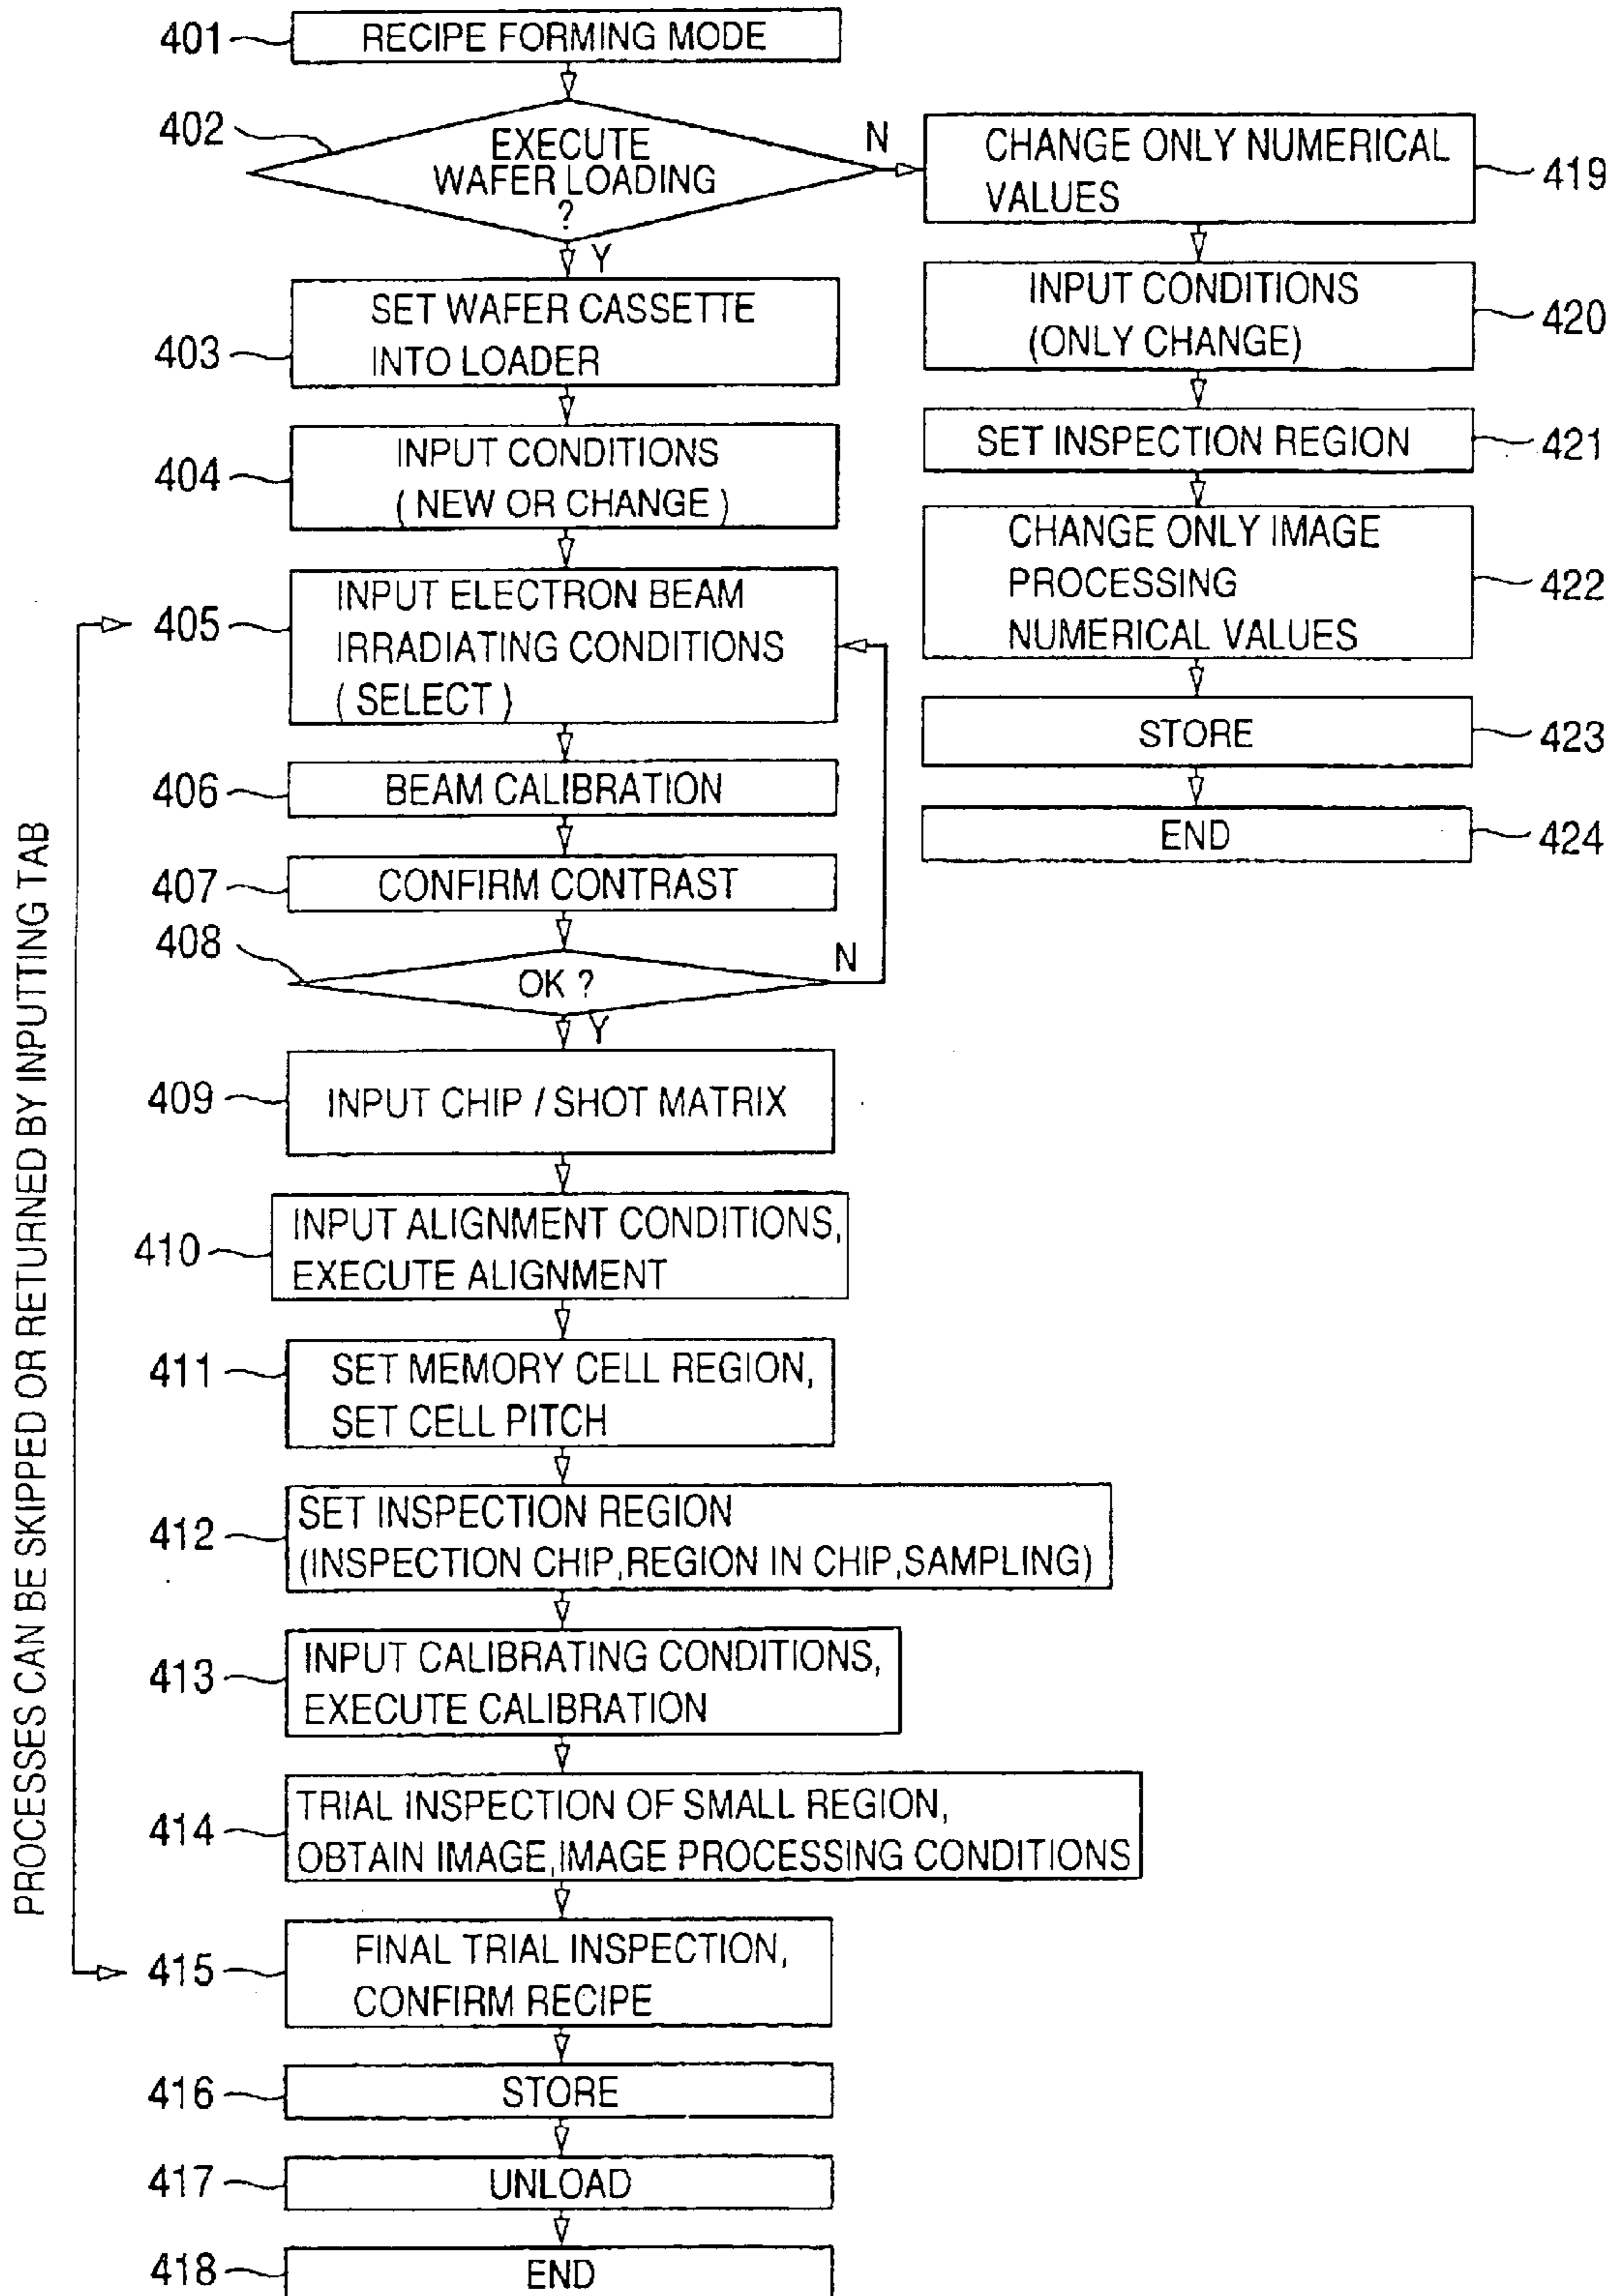 401
RECIPE FORMING MODE
402
EXECUTE
WAFER LOADING
?
N
Y
403
SET WAFER CASSETTE
INTO LOADER
404
INPUT CONDITIONS
( NEW OR CHANGE )
405
INPUT ELECTRON BEAM
IRRADIATING CONDITIONS
( SELECT )
406
BEAM CALIBRATION
407
CONFIRM CONTRAST
408
OK ?
N
Y
409
INPUT CHIP / SHOT MATRIX
410
INPUT ALIGNMENT CONDITIONS,
EXECUTE ALIGNMENT
411
SET MEMORY CELL REGION,
SET CELL PITCH
412
SET INSPECTION REGION
(INSPECTION CHIP,REGION IN CHIP,SAMPLING)
413
INPUT CALIBRATING CONDITIONS,
EXECUTE CALIBRATION
414
TRIAL INSPECTION OF SMALL REGION,
OBTAIN IMAGE,IMAGE PROCESSING CONDITIONS
415
FINAL TRIAL INSPECTION,
CONFIRM RECIPE
416
STORE
417
UNLOAD
418
END
CHANGE ONLY NUMERICAL
VALUES
419
INPUT CONDITIONS
(ONLY CHANGE)
420
SET INSPECTION REGION
421
CHANGE ONLY IMAGE
PROCESSING
NUMERICAL VALUES
422
STORE
423
END
424
PROCESSES CAN BE SKIPPED OR RETURNED BY INPUTTING TAB